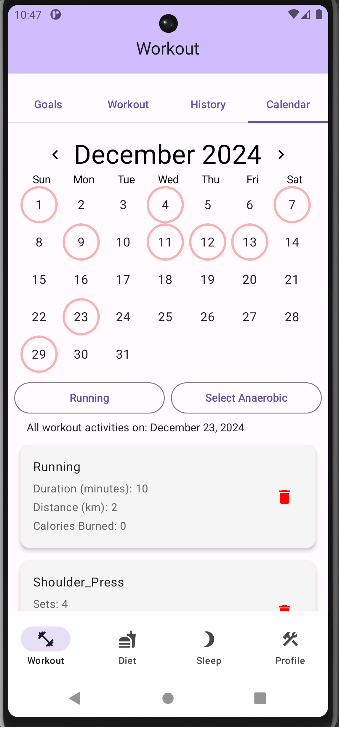 10:47
Workout
Goals Workout History Calendar
December 2024
Sun Mon Tue Wed Thu Fri Sat
1 2 3 4 5 6 7
8 9 10 11 12 13 14
15 16 17 18 19 20 21
22 23 24 25 26 27 28
29 30 31
Running Select Anaerobic
All workout activities on: December 23, 2024
Running
Duration (minutes): 10
Distance (km): 2
Calories Burned: 0
Shoulder_Press
Sets: 4
Workout Diet Sleep Profile